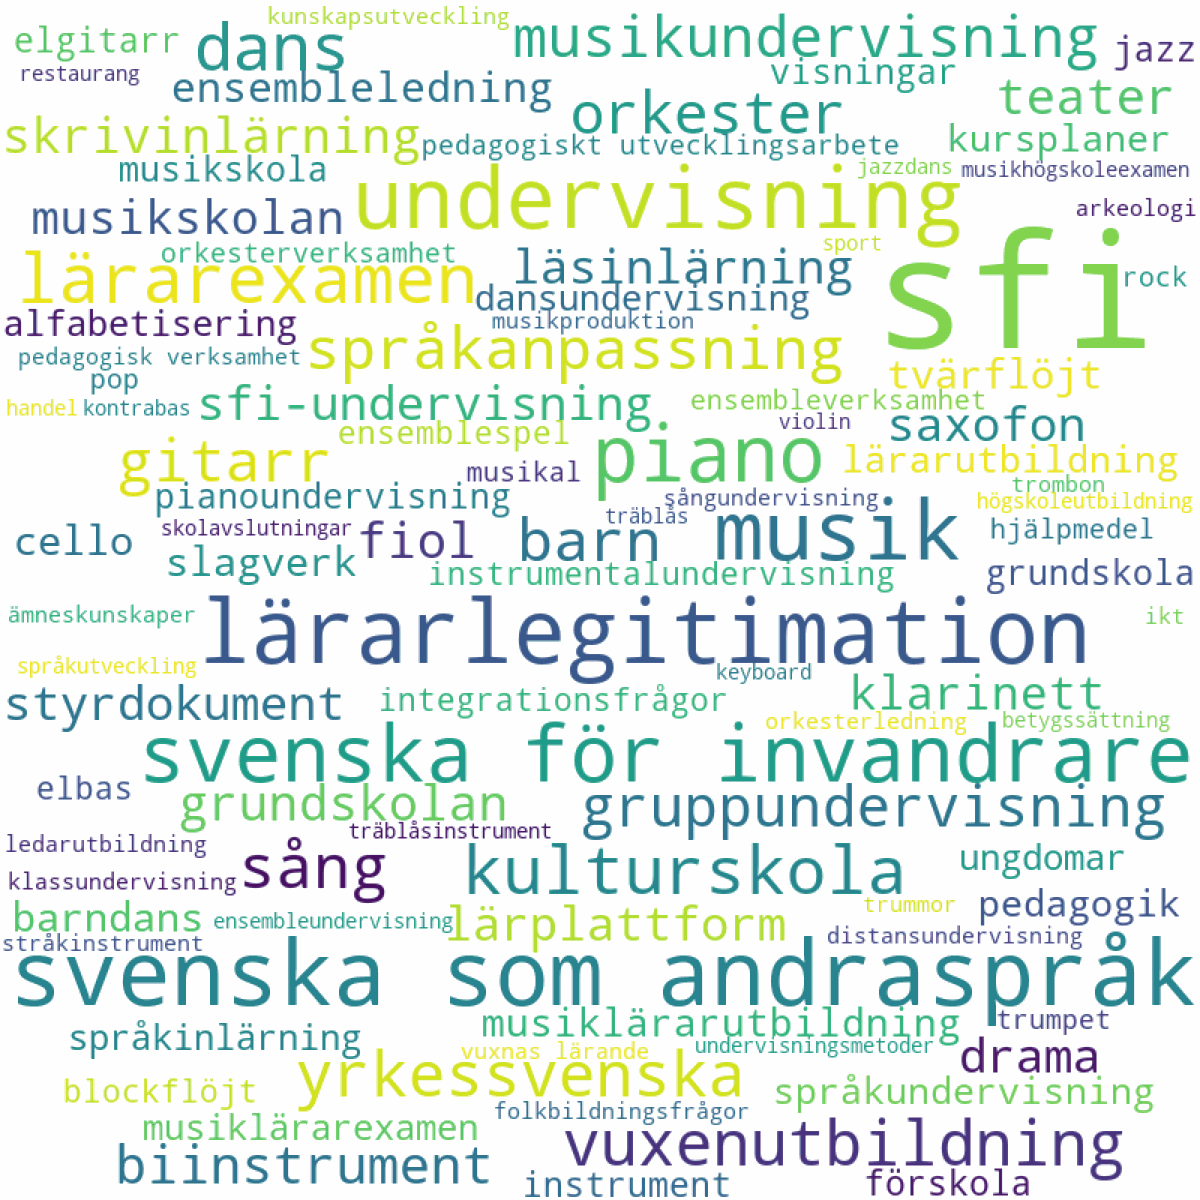 kunskapsutveckling
elgitarr
dans
musikundervisning
jazz
restaurang
ensembleledning
visningar
orkester
teater
skrivinlärning
pedagogiskt utvecklingsarbete
kursplaner
musikskola
undervisning
jazzdans
musikhögskoleexamen
musikskolan
arkeologi
orkesterverksamhet
sport
sfi
lärarexamen
läsinlärning
rock
dansundervisning
alfabetisering
musikproduktion
språkanpassning
pedagogisk verksamhet
pop
tvärflöjt
handel
kontrabas
sfi-undervisning
ensembleverksamhet
violin
saxofon
ensemblespel
gitarr
piano
lärarutbildning
musikal
trombon
pianoundervisning
sångundervisning
högskoleutbildning
träblås
skolavslutningar
cello
fiol
barn
musik
hjälpmedel
slagverk
instrumentalundervisning
grundskola
ämneskunskaper
lärarlegitimation
ikt
språkutveckling
keyboard
styrdokument
integrationsfrågor
klarinett
orkesterledning
betygssättning
svenska för invandrare
elbas
grundskolan
gruppundervisning
träblåsinstrument
ledarutbildning
sång
kulturskola
ungdomar
klassundervisning
barndans
ensembleundervisning
lärplattform
trummor
pedagogik
stråkinstrument
distansundervisning
svenska som andraspråk
språkinlärning
musiklärarutbildning
trumpet
vuxnas lärande
undervisningsmetoder
drama
yrkessvenska
blockflöjt
språkundervisning
folkbildningsfrågor
musiklärarexamen
vuxenutbildning
biinstrument
instrument
förskola